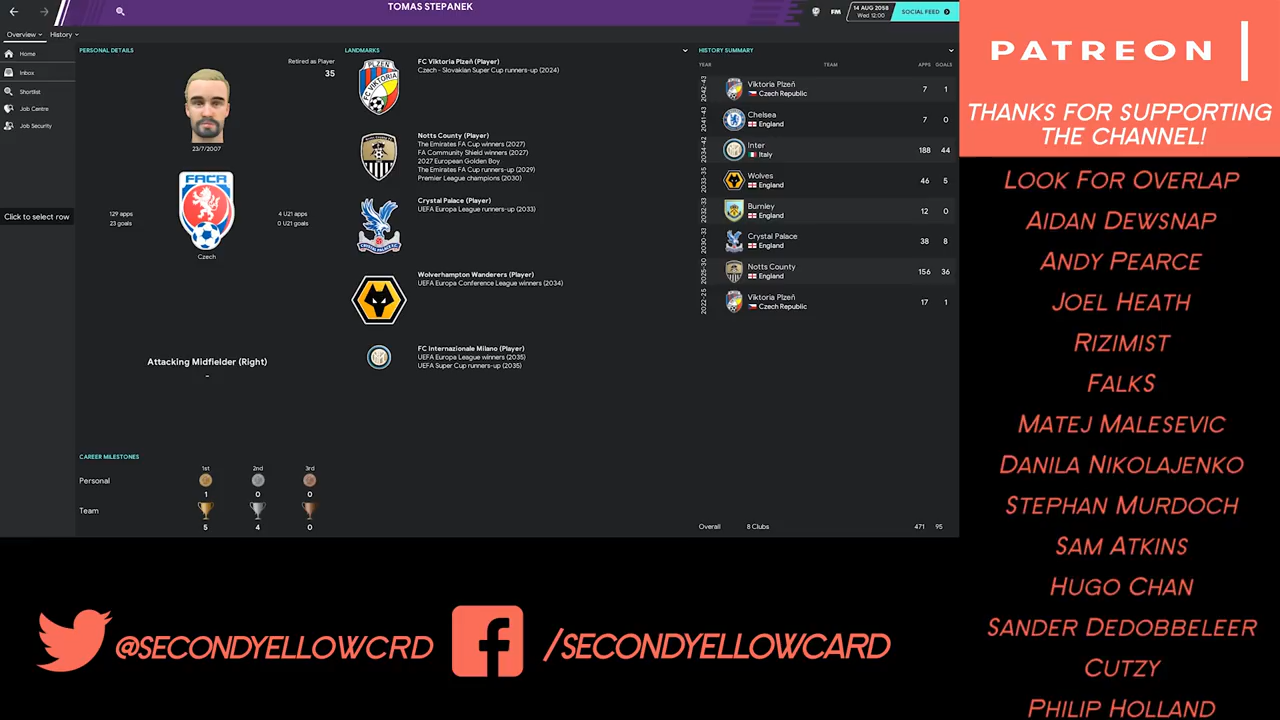 TOMAS STEPANEK
14 AUG 2058
Wed 12:00
SOCIAL FEED
FM
Overview
History
Home
Inbox
Shortlist
Job Centre
Job Security
Click to select row
PERSONAL DETAILS
Retired as Player
35
23/7/2007
129 apps
23 goals
FAČR
4 U21 apps
0 U21 goals
Czech
Attacking Midfielder (Right)
-
CAREER MILESTONES
1st
2nd
3rd
Personal
1
0
0
Team
5
4
0
LANDMARKS
FC Viktoria Plzeň (Player)
Czech - Slovakian Super Cup runners-up (2024)
Notts County (Player)
The Emirates FA Cup winners (2027)
FA Community Shield winners (2027)
2027 European Golden Boy
The Emirates FA Cup runners-up (2029)
Premier League champions (2030)
Crystal Palace (Player)
UEFA Europa League runners-up (2033)
Wolverhampton Wanderers (Player)
UEFA Europa Conference League winners (2034)
FC Internazionale Milano (Player)
UEFA Europa League winners (2035)
UEFA Super Cup runners-up (2035)
HISTORY SUMMARY
YEAR TEAM APPS GOALS
2042-43 Viktoria Plzeň 7 1
Czech Republic
2041-43 Chelsea 7 0
England
2034-42 Inter 188 44
Italy
2033-35 Wolves 46 5
England
2032-33 Burnley 12 0
England
2030-33 Crystal Palace 38 8
England
2025-30 Notts County 156 36
England
2022-25 Viktoria Plzeň 17 1
Czech Republic
Overall 8 Clubs 471 95
PATREON
THANKS FOR SUPPORTING
THE CHANNEL!
LOOK FOR OVERLAP
AIDAN DEWSNAP
ANDY PEARCE
JOEL HEATH
RIZIMIST
FALKS
MATEJ MALESEVIC
DANILA NIKOLAJENKO
STEPHAN MURDOCH
SAM ATKINS
HUGO CHAN
SANDER DEDOBBELEER
CUTZY
PHILIP HOLLAND
@SECONDYELLOWCRD
/SECONDYELLOWCARD